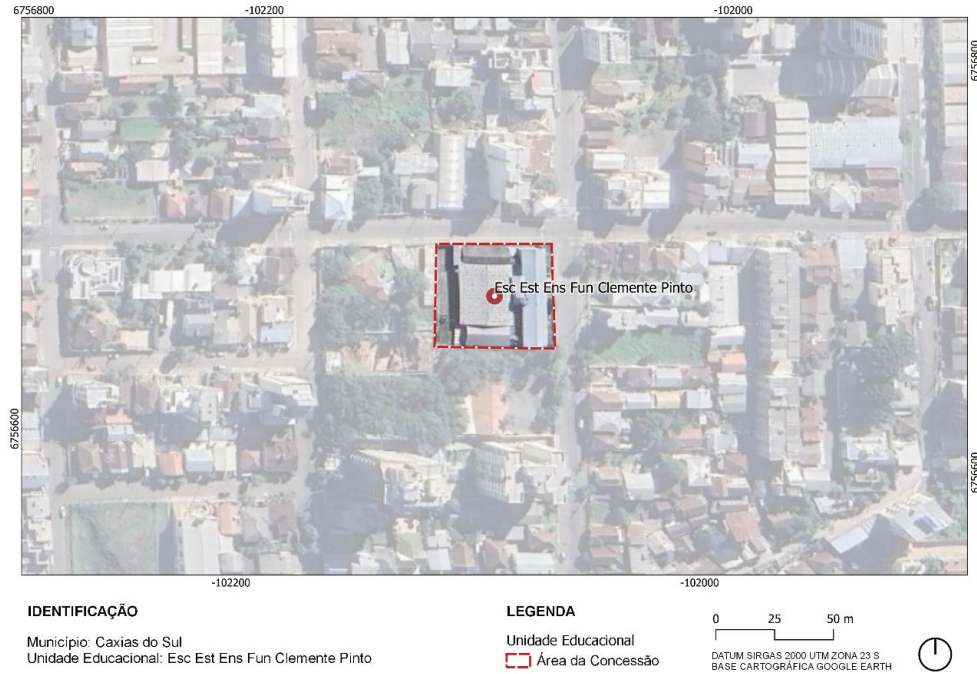 6756800
-102200
-102000
6756800
Esc Est Ens Fun Clemente Pinto
6756600
6756600
-102200
-102000
IDENTIFICAÇÃO
Município: Caxias do Sul
Unidade Educacional: Esc Est Ens Fun Clemente Pinto
LEGENDA
Unidade Educacional
Área da Concessão
0 25 50 m
DATUM SIRGAS 2000 UTM ZONA 23 S
BASE CARTOGRÁFICA GOOGLE EARTH